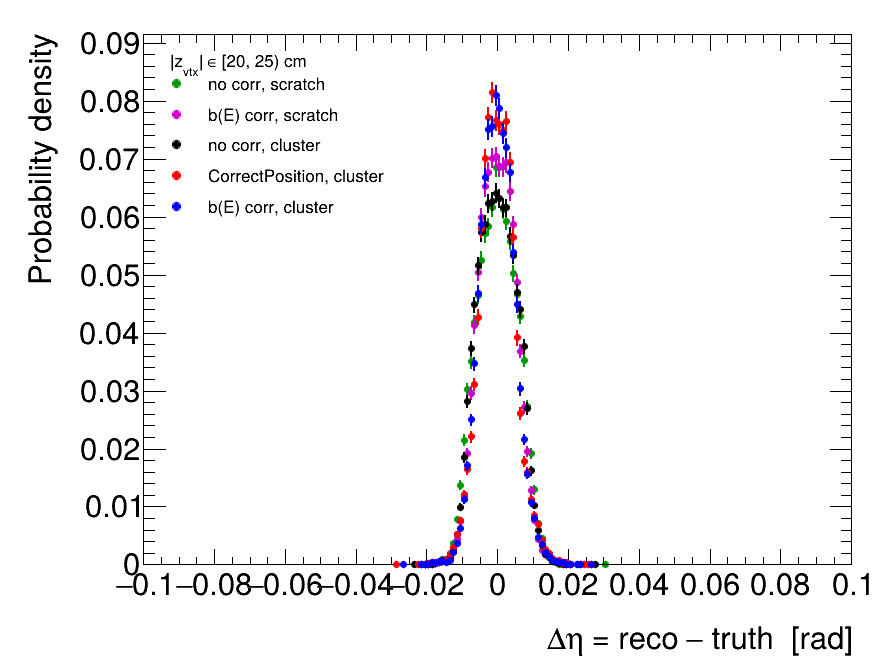 Probability density
|z_vtx| ∈ [20, 25) cm
no corr, scratch
b(E) corr, scratch
no corr, cluster
CorrectPosition, cluster
b(E) corr, cluster
0.09
0.08
0.07
0.06
0.05
0.04
0.03
0.02
0.01
0
−0.1 −0.08 −0.06 −0.04 −0.02 0 0.02 0.04 0.06 0.08 0.1
Δη = reco − truth [rad]